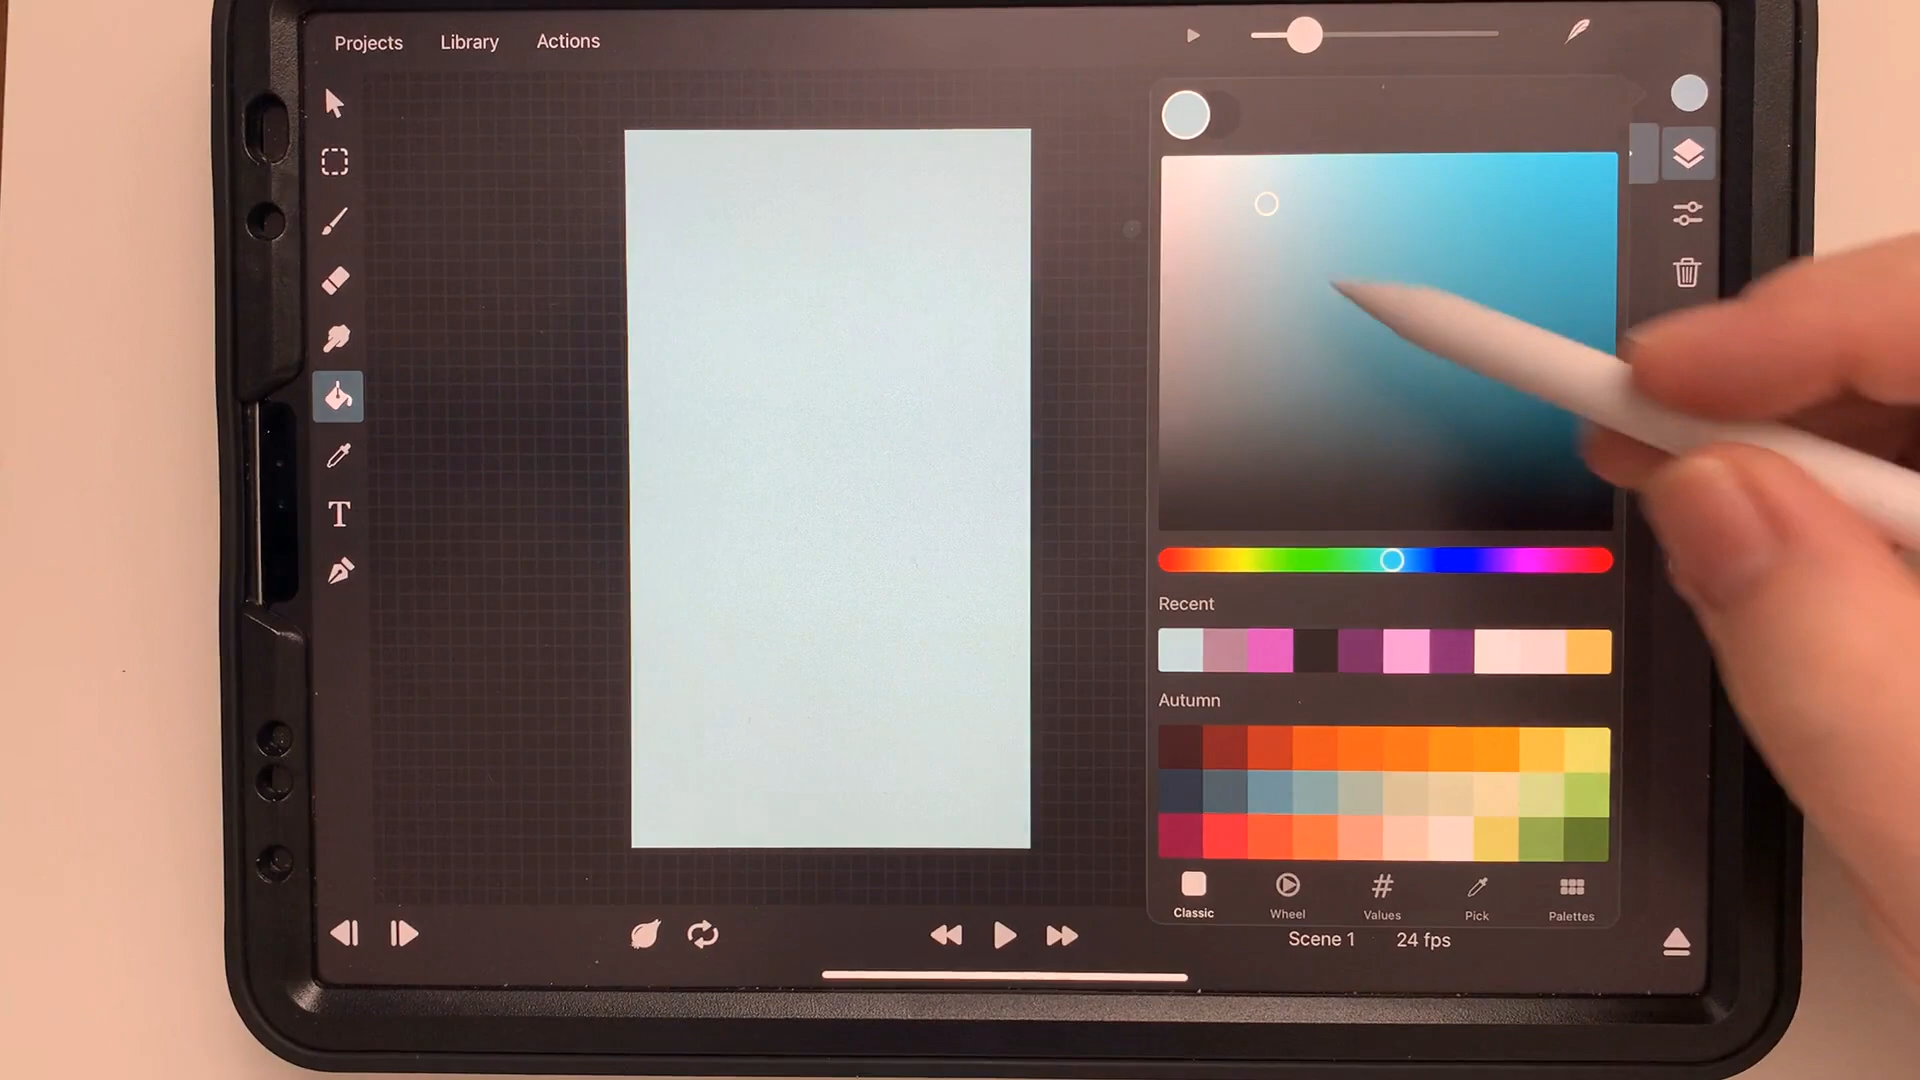 Projects Library Actions
Recent
Autumn
Classic Wheel Values Pick Palettes
Scene 1 24 fps